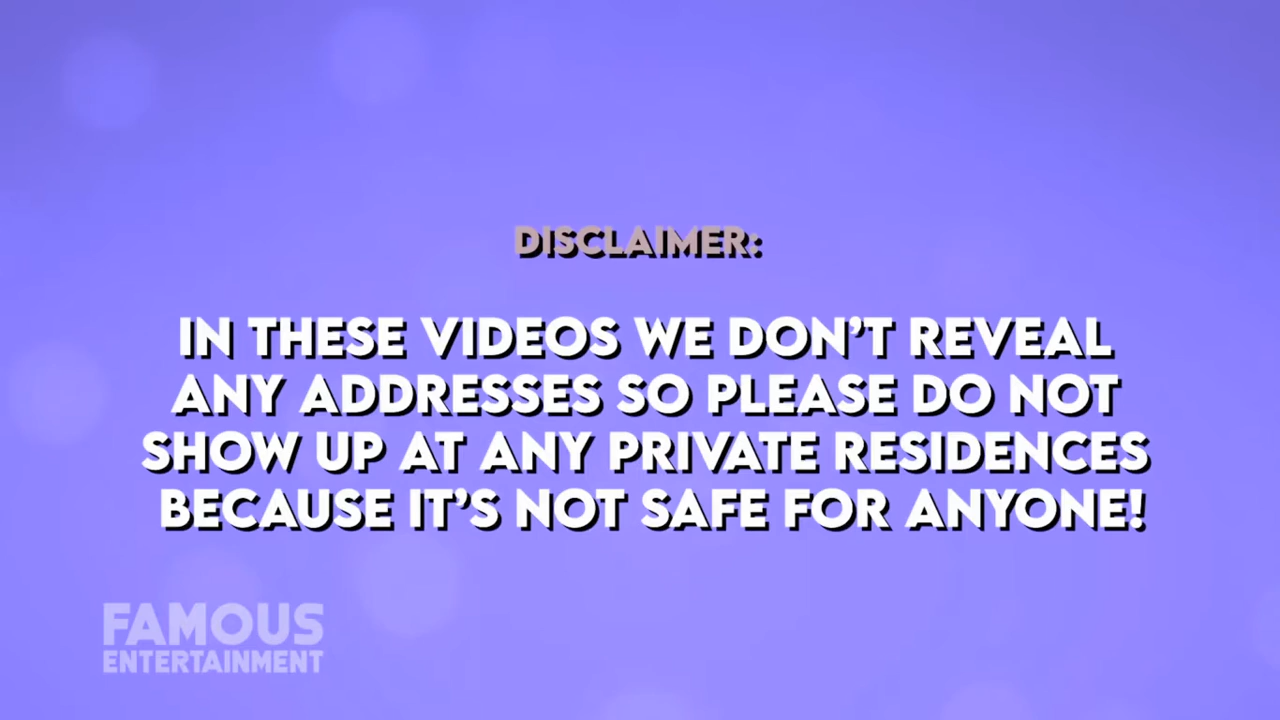 DISCLAIMER:
IN THESE VIDEOS WE DON'T REVEAL
ANY ADDRESSES SO PLEASE DO NOT
SHOW UP AT ANY PRIVATE RESIDENCES
BECAUSE IT'S NOT SAFE FOR ANYONE!
FAMOUS
ENTERTAINMENT